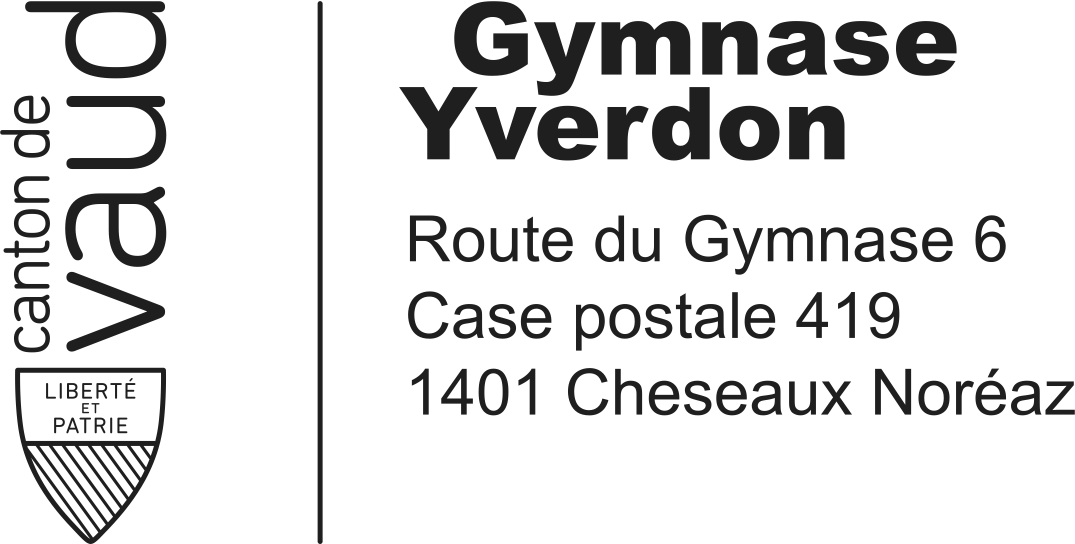 canton de
vaud
LIBERTÉ
ET
PATRIE
Gymnase
Yverdon
Route du Gymnase 6
Case postale 419
1401 Cheseaux Noréaz